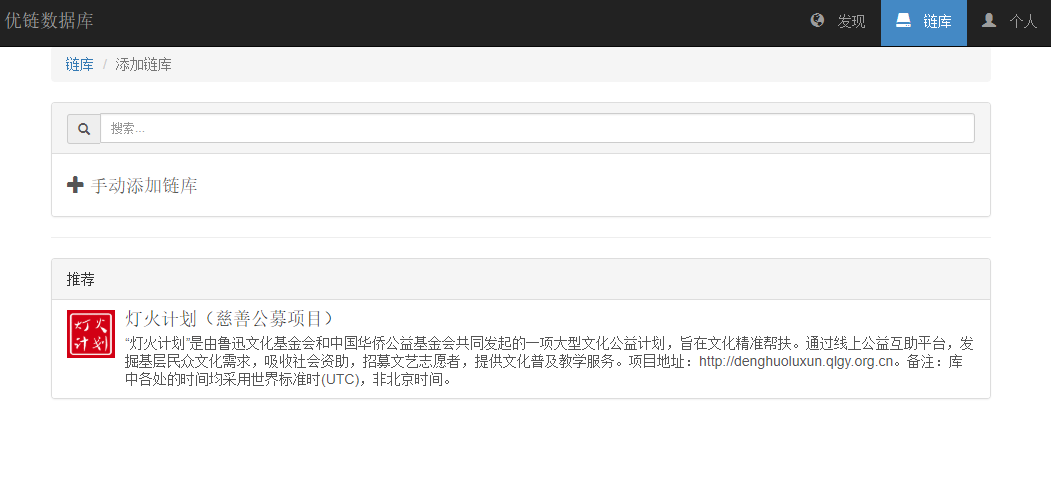 优链数据库 发现 链库 个人
链库 / 添加链库
搜索...
手动添加链库
推荐
灯火计划 灯火计划（慈善公募项目）
“灯火计划”是由鲁迅文化基金会和中国华侨公益基金会共同发起的一项大型文化公益计划，旨在文化精准帮扶。通过线上公益互助平台，发
掘基层民众文化需求，吸收社会资助，招募文艺志愿者，提供文化普及教学服务。项目地址：http://denghuoluxun.qlgy.org.cn。备注：库
中各处的时间均采用世界标准时(UTC)，非北京时间。